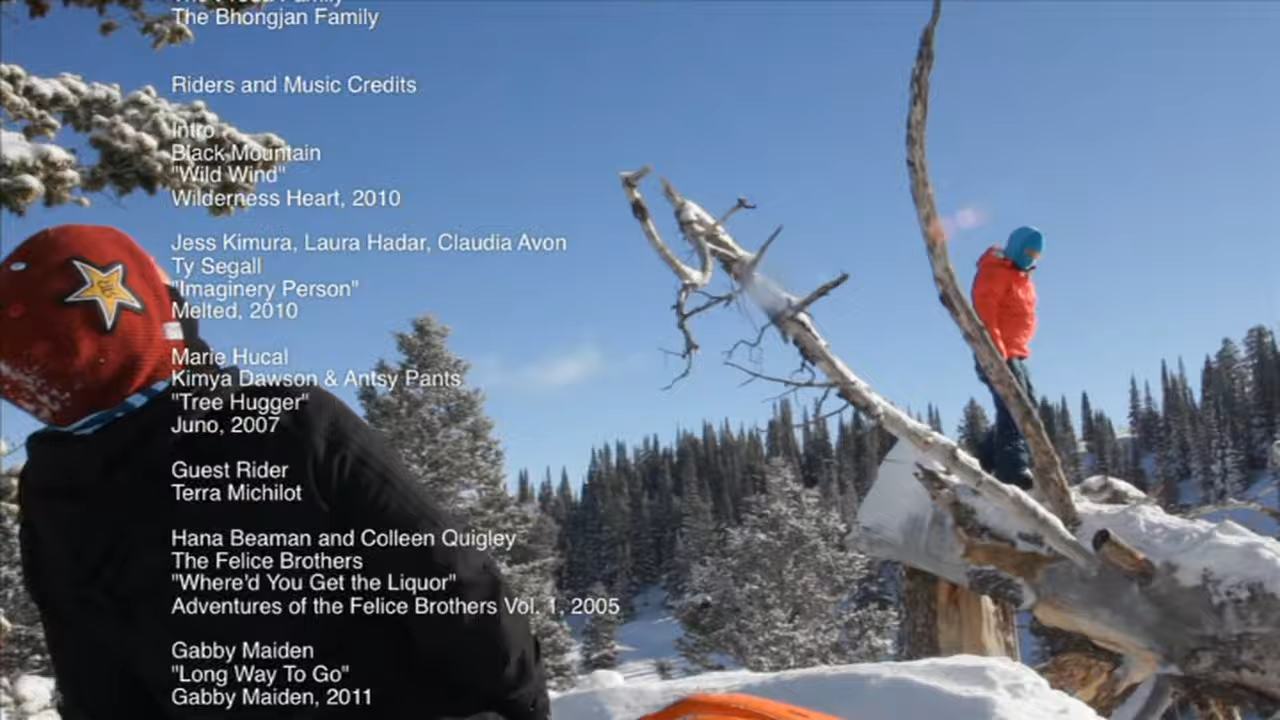 The Bhongjan Family
Riders and Music Credits
Intro
Black Mountain
"Wild Wind"
Wilderness Heart, 2010
Jess Kimura, Laura Hadar, Claudia Avon
Ty Segall
"Imaginery Person"
Melted, 2010
Marie Hucal
Kimya Dawson & Antsy Pants
"Tree Hugger"
Juno, 2007
Guest Rider
Terra Michilot
Hana Beaman and Colleen Quigley
The Felice Brothers
"Where'd You Get the Liquor"
Adventures of the Felice Brothers Vol. 1, 2005
Gabby Maiden
"Long Way To Go"
Gabby Maiden, 2011